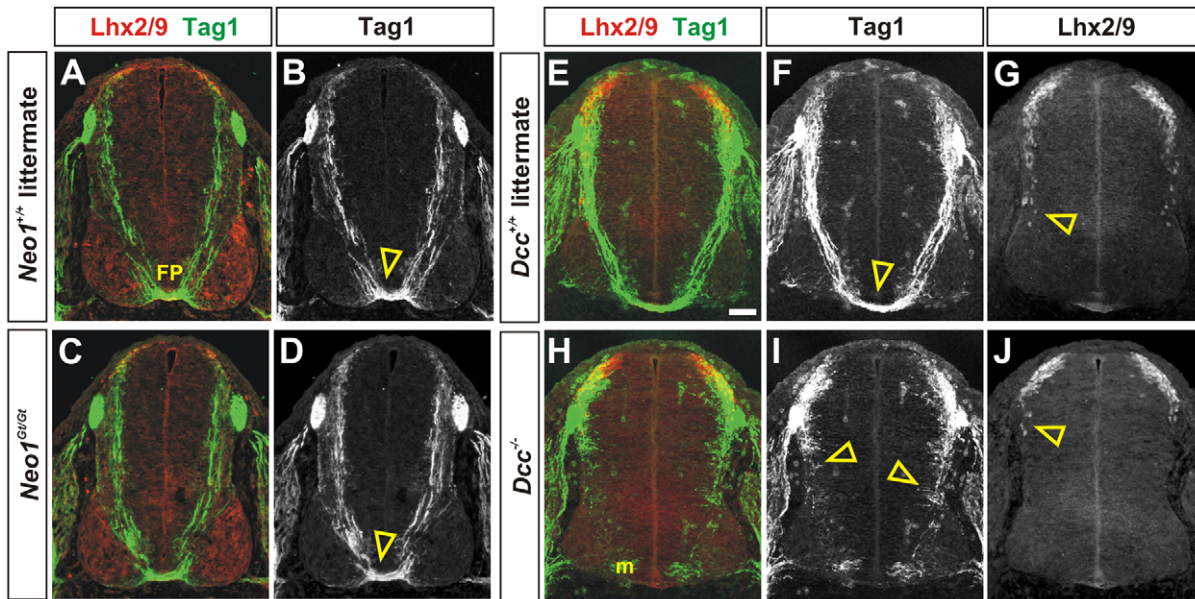 Lhx2/9 Tag1
Tag1
Lhx2/9 Tag1
Tag1
Lhx2/9
Neo1+/+ littermate
A
FP
B
Dcc+/+ littermate
E
F
G
Neo1Gt/Gt
C
D
Dcc-/-
H
m
I
J